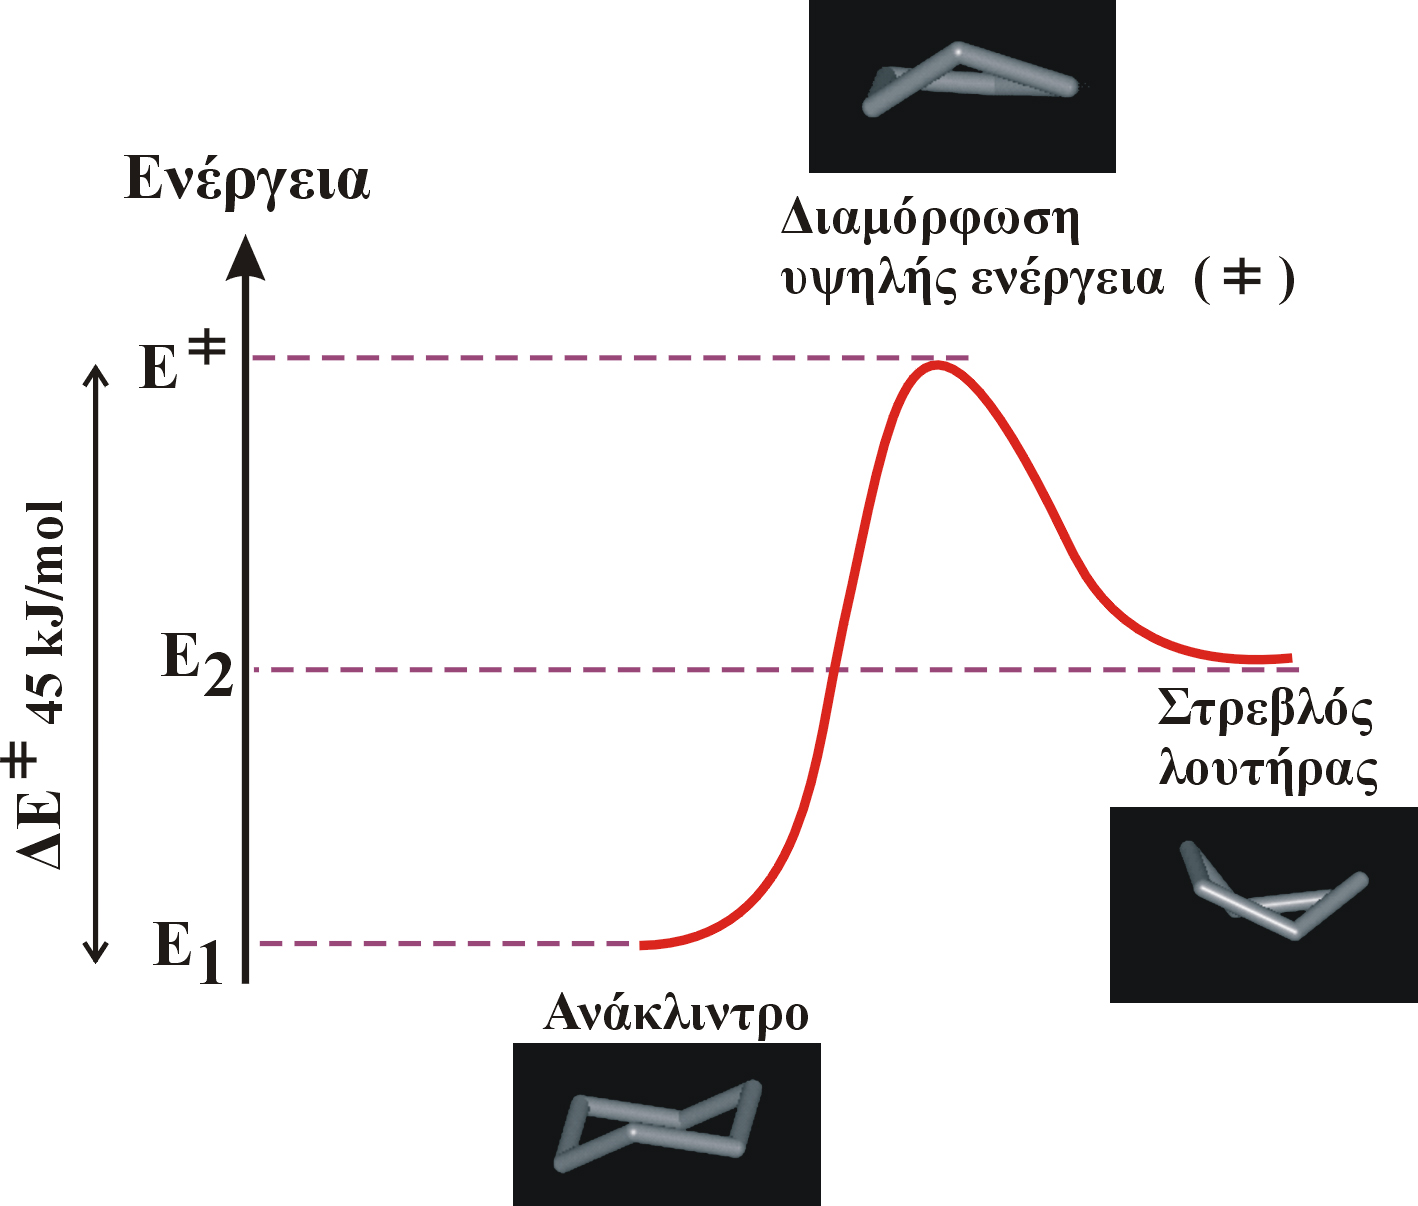 Ενέργεια
Διαμόρφωση
υψηλής ενέργεια (⧧)
E⧧
ΔE⧧ 45 kJ/mol
E2
Στρεβλός
λουτήρας
E1
Ανάκλιντρο